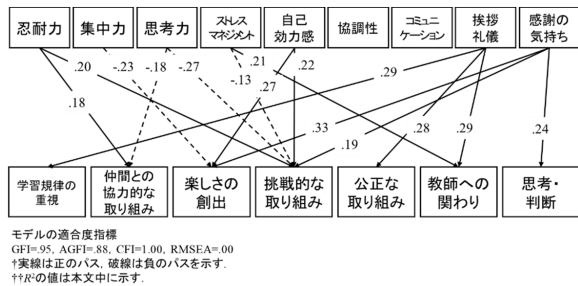 忍耐力
集中力
思考力
ストレス
マネジメント
自己
効力感
協調性
コミュニ
ケーション
挨拶
礼儀
感謝の
気持ち
.20
-.23
-.18
-.27
.21
-.13
.22
.29
.18
.27
.33
.19
.28
.29
.24
学習規律の
重視
仲間との
協力的な
取り組み
楽しさの
創出
挑戦的な
取り組み
公正な
取り組み
教師への
関わり
思考・
判断
モデルの適合度指標
GFI=.95, AGFI=.88, CFI=1.00, RMSEA=.00
†実線は正のパス, 破線は負のパスを示す.
††R²の値は本文中に示す.